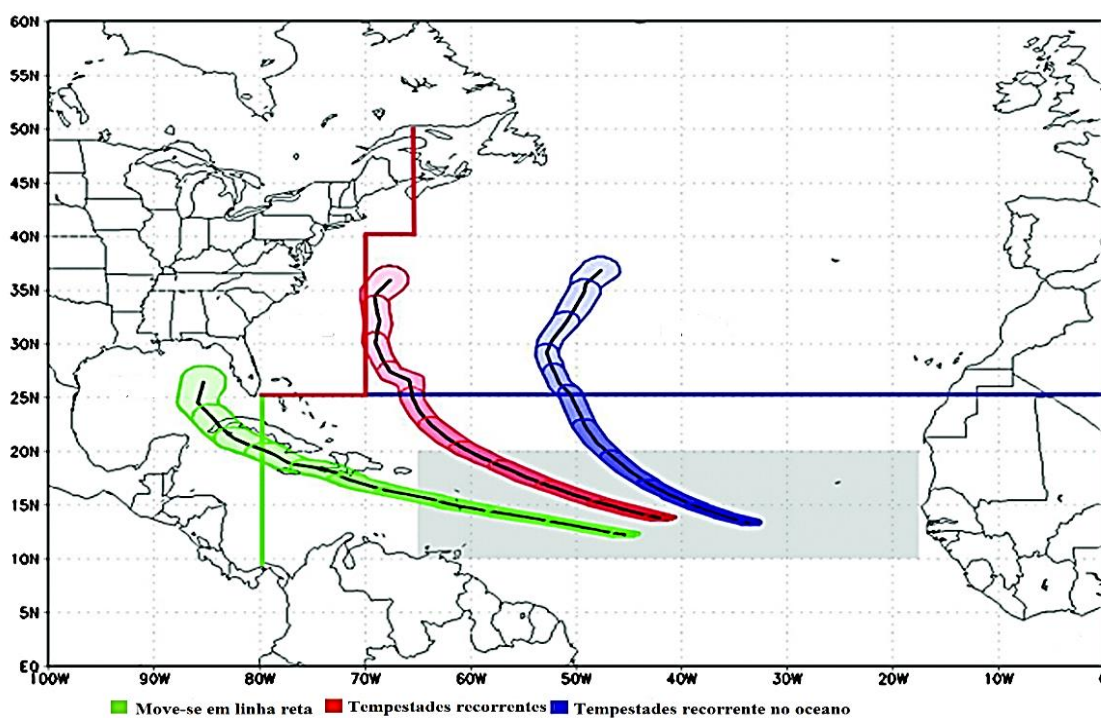 60N
55N
50N
45N
40N
35N
30N
25N
20N
15N
10N
5N
EQ
100W 90W 80W 70W 60W 50W 40W 30W 20W 10W 0
Move-se em linha reta Tempestades recorrentes Tempestades recorrente no oceano